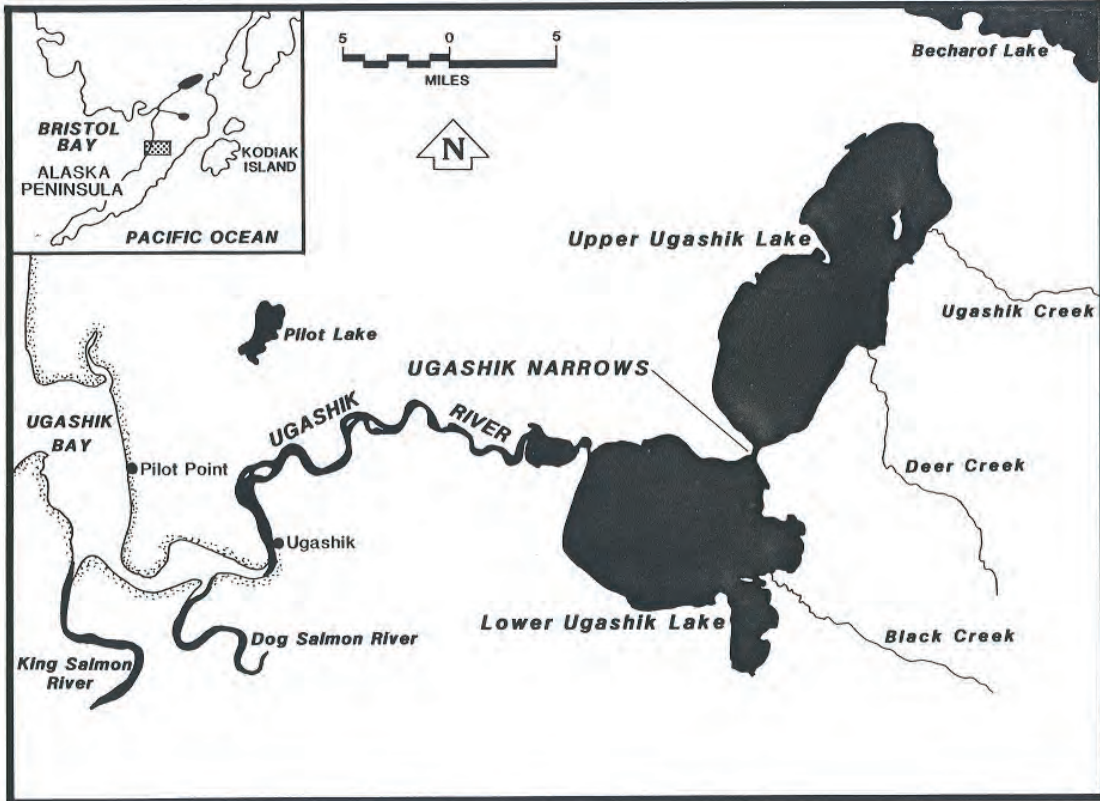 BRISTOL
BAY
ALASKA
PENINSULA
KODIAK
ISLAND
PACIFIC OCEAN
5 0 5
MILES
N
Becharof Lake
Upper Ugashik Lake
Ugashik Creek
Pilot Lake
UGASHIK NARROWS
UGASHIK RIVER
UGASHIK
BAY
Pilot Point
Deer Creek
Ugashik
Lower Ugashik Lake
Dog Salmon River
Black Creek
King Salmon
River